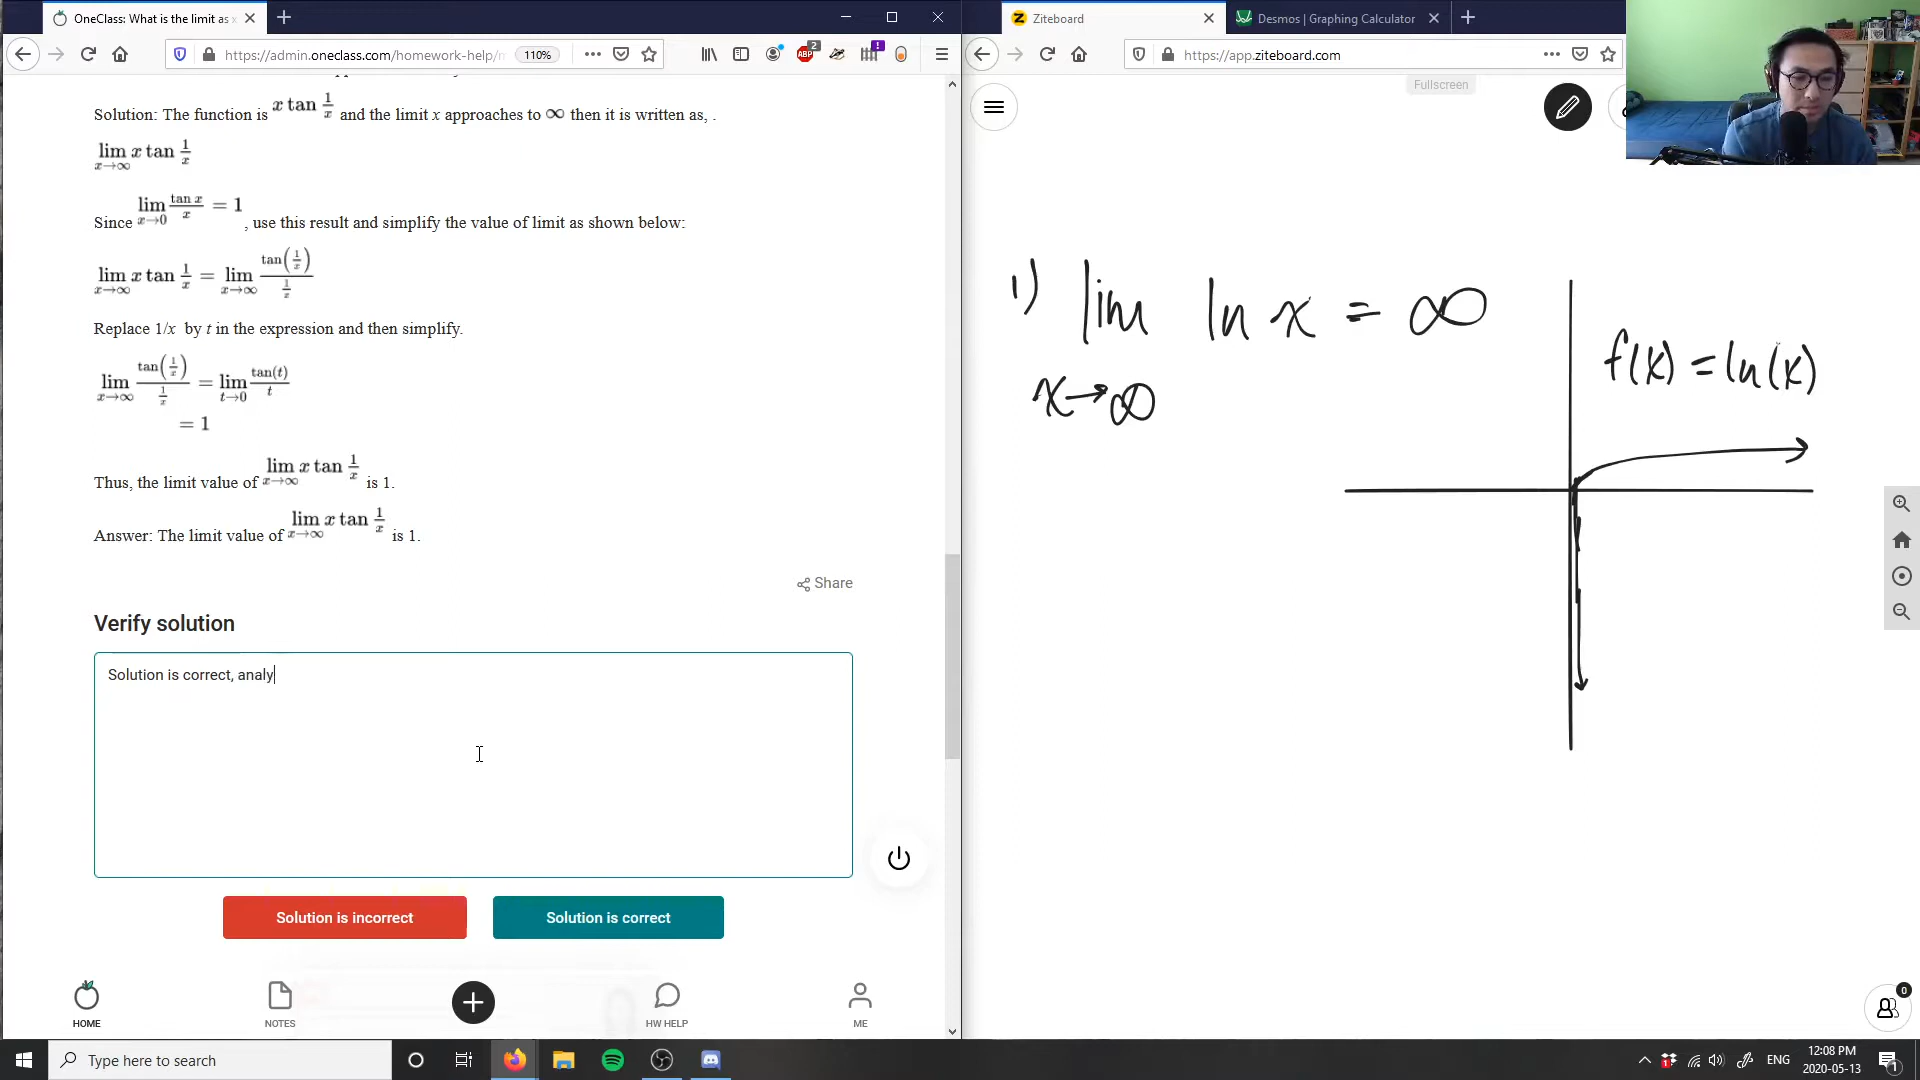 OneClass: What is the limit as
https://admin.oneclass.com/homework-help/m
110%
2
!
Solution: The function is x tan 1/x and the limit x approaches to ∞ then it is written as, .
lim x→∞ x tan 1/x
Since lim x→0 tan x/x = 1 , use this result and simplify the value of limit as shown below:
lim x→∞ x tan 1/x = lim x→∞ tan(1/x) / 1/x
Replace 1/x by t in the expression and then simplify.
lim x→∞ tan(1/x) / 1/x = lim t→0 tan(t)/t
= 1
Thus, the limit value of lim x→∞ x tan 1/x is 1.
Answer: The limit value of lim x→∞ x tan 1/x is 1.
Share
Verify solution
Solution is correct, analy
Solution is incorrect
Solution is correct
HOME
NOTES
HW HELP
ME
Ziteboard
Desmos | Graphing Calculator
https://app.ziteboard.com
Fullscreen
1) lim ln x = ∞
x→∞
f(x) = ln(x)
0
Type here to search
ENG
12:08 PM
2020-05-13
1